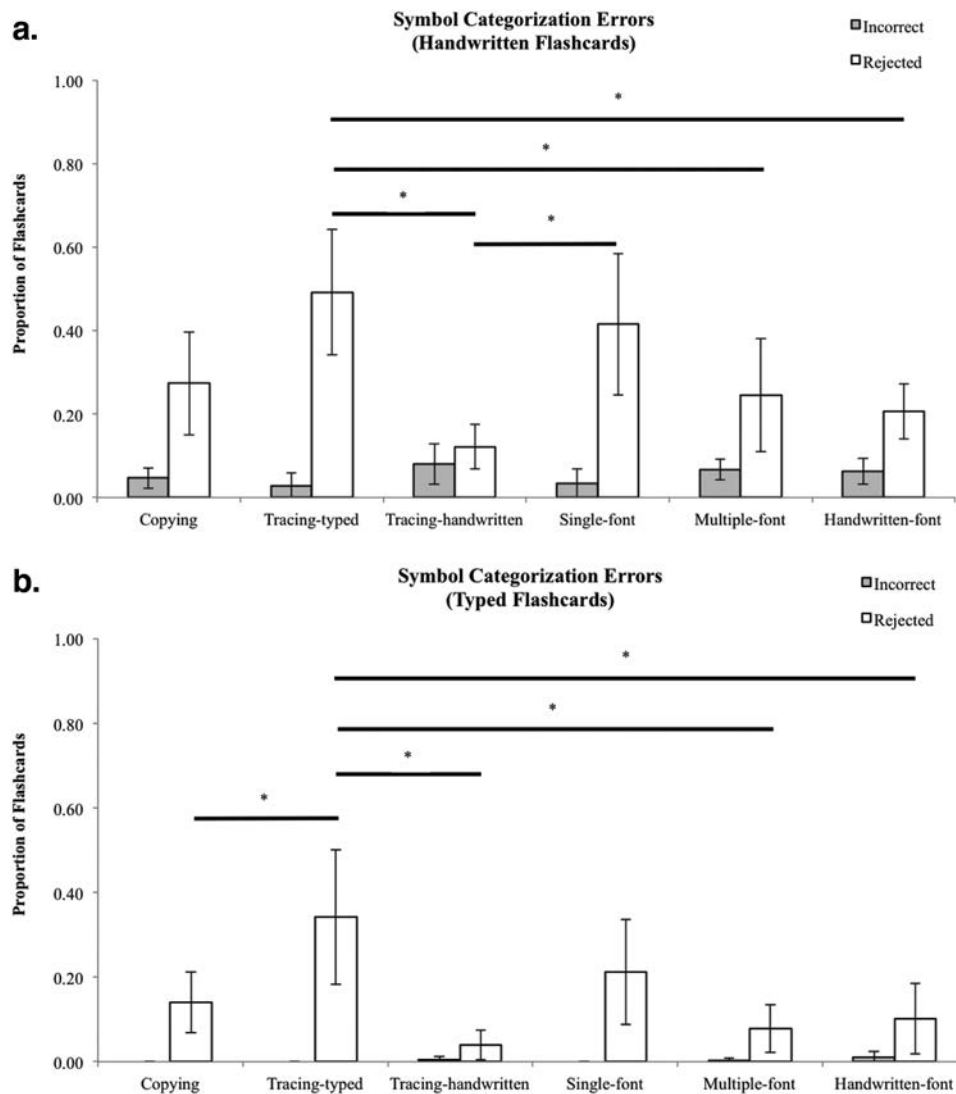 a.
Symbol Categorization Errors
(Handwritten Flashcards)
Incorrect
Rejected
Proportion of Flashcards
1.00
0.80
0.60
0.40
0.20
0.00
*
*
*
*
Copying Tracing-typed Tracing-handwritten Single-font Multiple-font Handwritten-font
b.
Symbol Categorization Errors
(Typed Flashcards)
Incorrect
Rejected
Proportion of Flashcards
1.00
0.80
0.60
0.40
0.20
0.00
*
*
*
*
Copying Tracing-typed Tracing-handwritten Single-font Multiple-font Handwritten-font